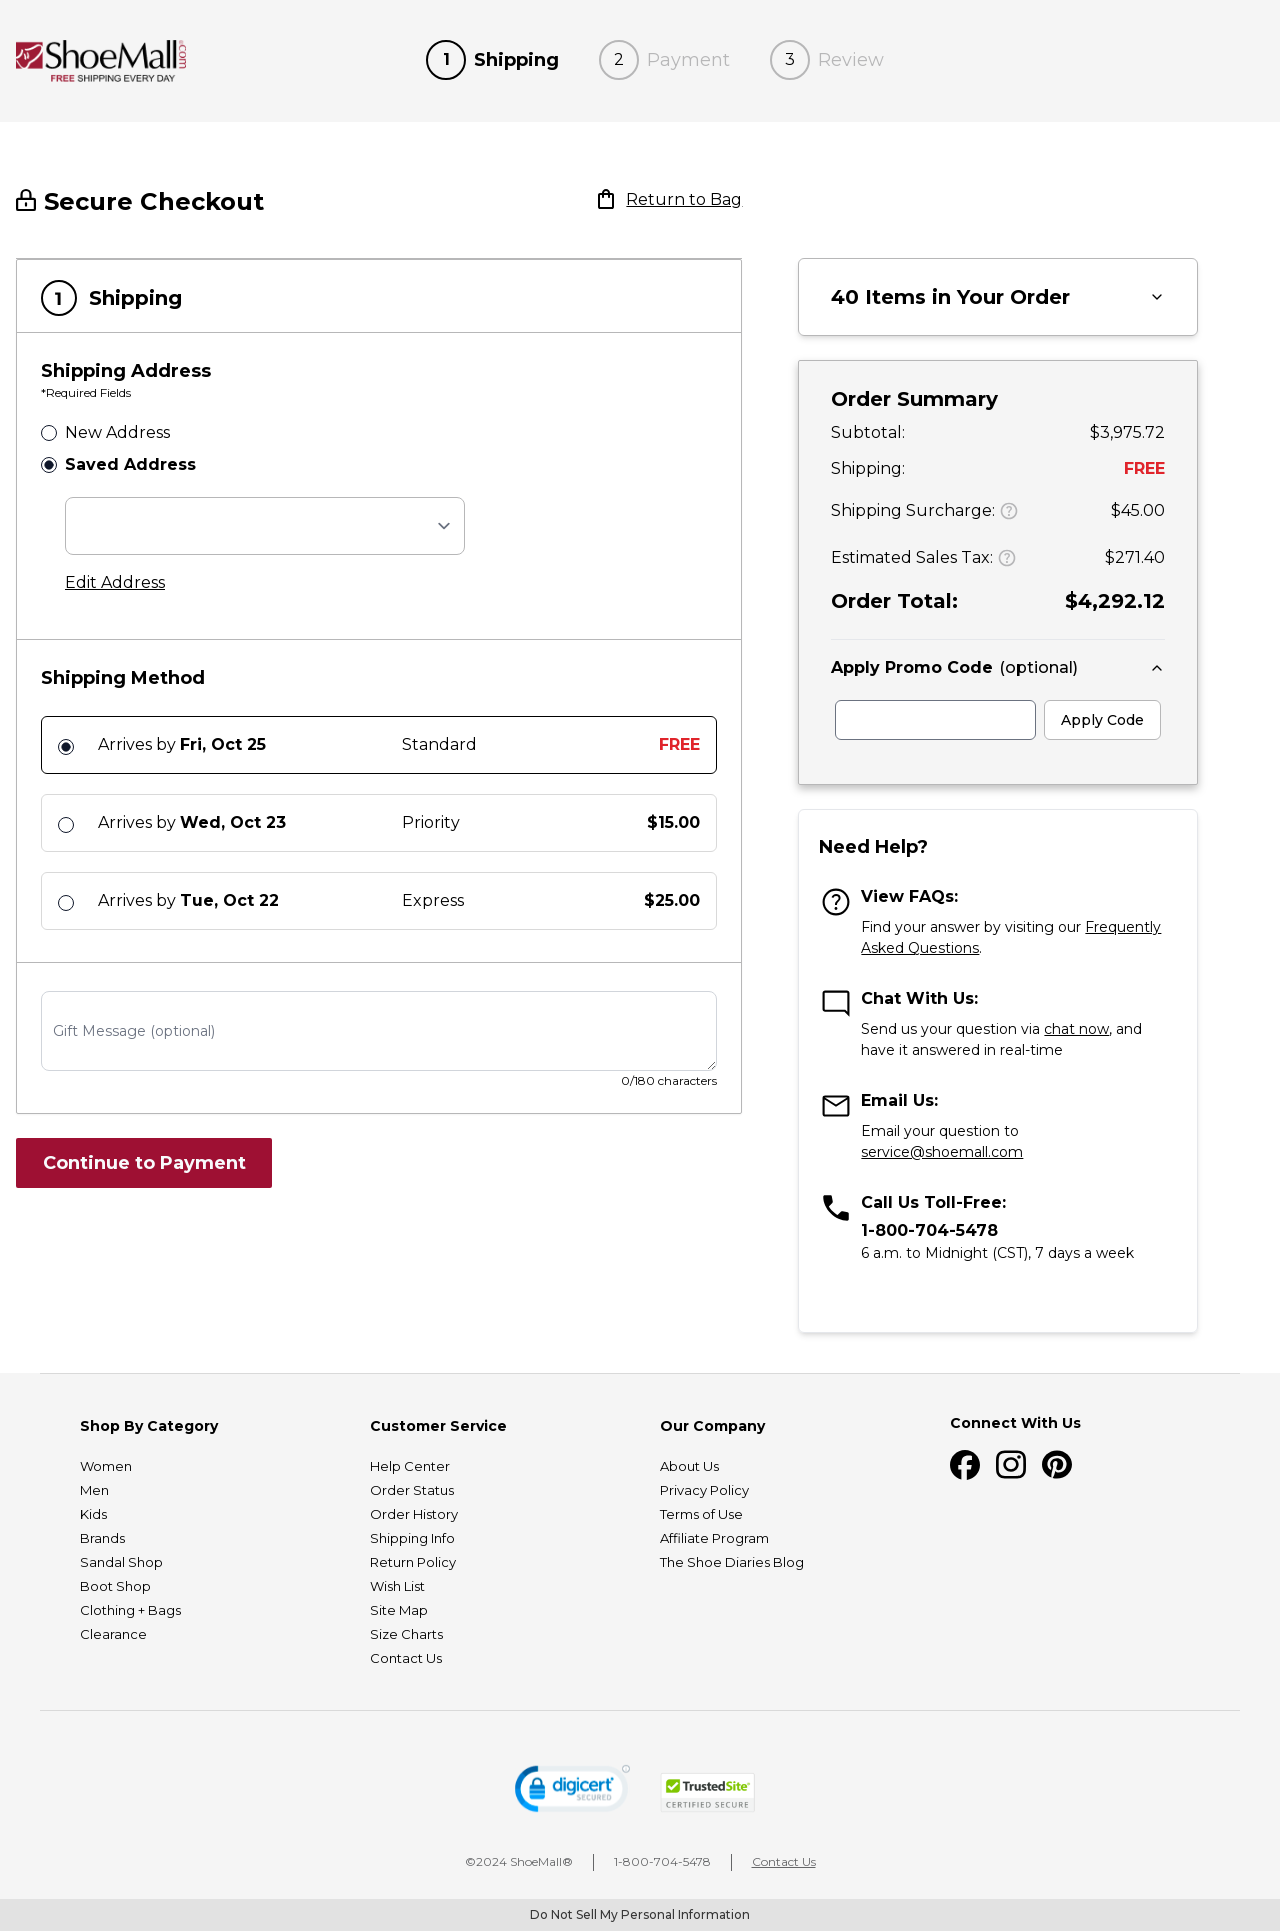 ShoeMall.com
FREE SHIPPING EVERY DAY
1 Shipping
2 Payment
3 Review
Secure Checkout
Return to Bag
1 Shipping
Shipping Address
*Required Fields
New Address
Saved Address
Edit Address
Shipping Method
Arrives by Fri, Oct 25 Standard FREE
Arrives by Wed, Oct 23 Priority $15.00
Arrives by Tue, Oct 22 Express $25.00
Gift Message (optional)
0/180 characters
Continue to Payment
40 Items in Your Order
Order Summary
Subtotal: $3,975.72
Shipping: FREE
Shipping Surcharge: ? $45.00
Estimated Sales Tax: ? $271.40
Order Total: $4,292.12
Apply Promo Code (optional)
Apply Code
Need Help?
View FAQs:
Find your answer by visiting our Frequently
Asked Questions.
Chat With Us:
Send us your question via chat now, and
have it answered in real-time
Email Us:
Email your question to
service@shoemall.com
Call Us Toll-Free:
1-800-704-5478
6 a.m. to Midnight (CST), 7 days a week
Shop By Category
Women
Men
Kids
Brands
Sandal Shop
Boot Shop
Clothing + Bags
Clearance
Customer Service
Help Center
Order Status
Order History
Shipping Info
Return Policy
Wish List
Site Map
Size Charts
Contact Us
Our Company
About Us
Privacy Policy
Terms of Use
Affiliate Program
The Shoe Diaries Blog
Connect With Us
digicert
SECURED
TrustedSite
CERTIFIED SECURE
©2024 ShoeMall® 1-800-704-5478 Contact Us
Do Not Sell My Personal Information